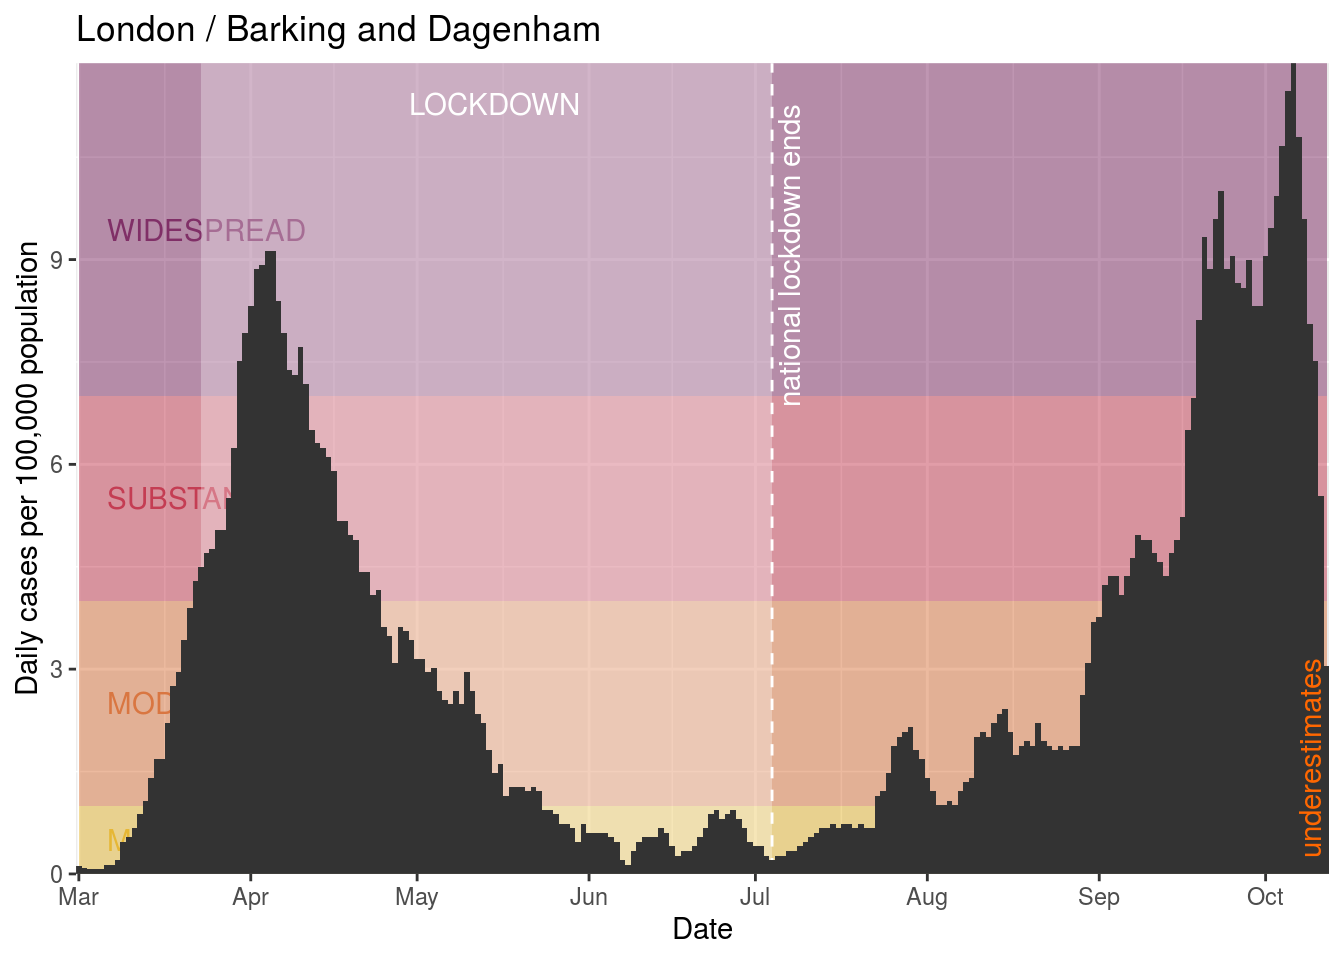 London / Barking and Dagenham
LOCKDOWN
national lockdown ends
WIDESPREAD
SUBSTAN
MOD
M
underestimates
Daily cases per 100,000 population
9
6
3
0
Mar Apr May Jun Jul Aug Sep Oct
Date